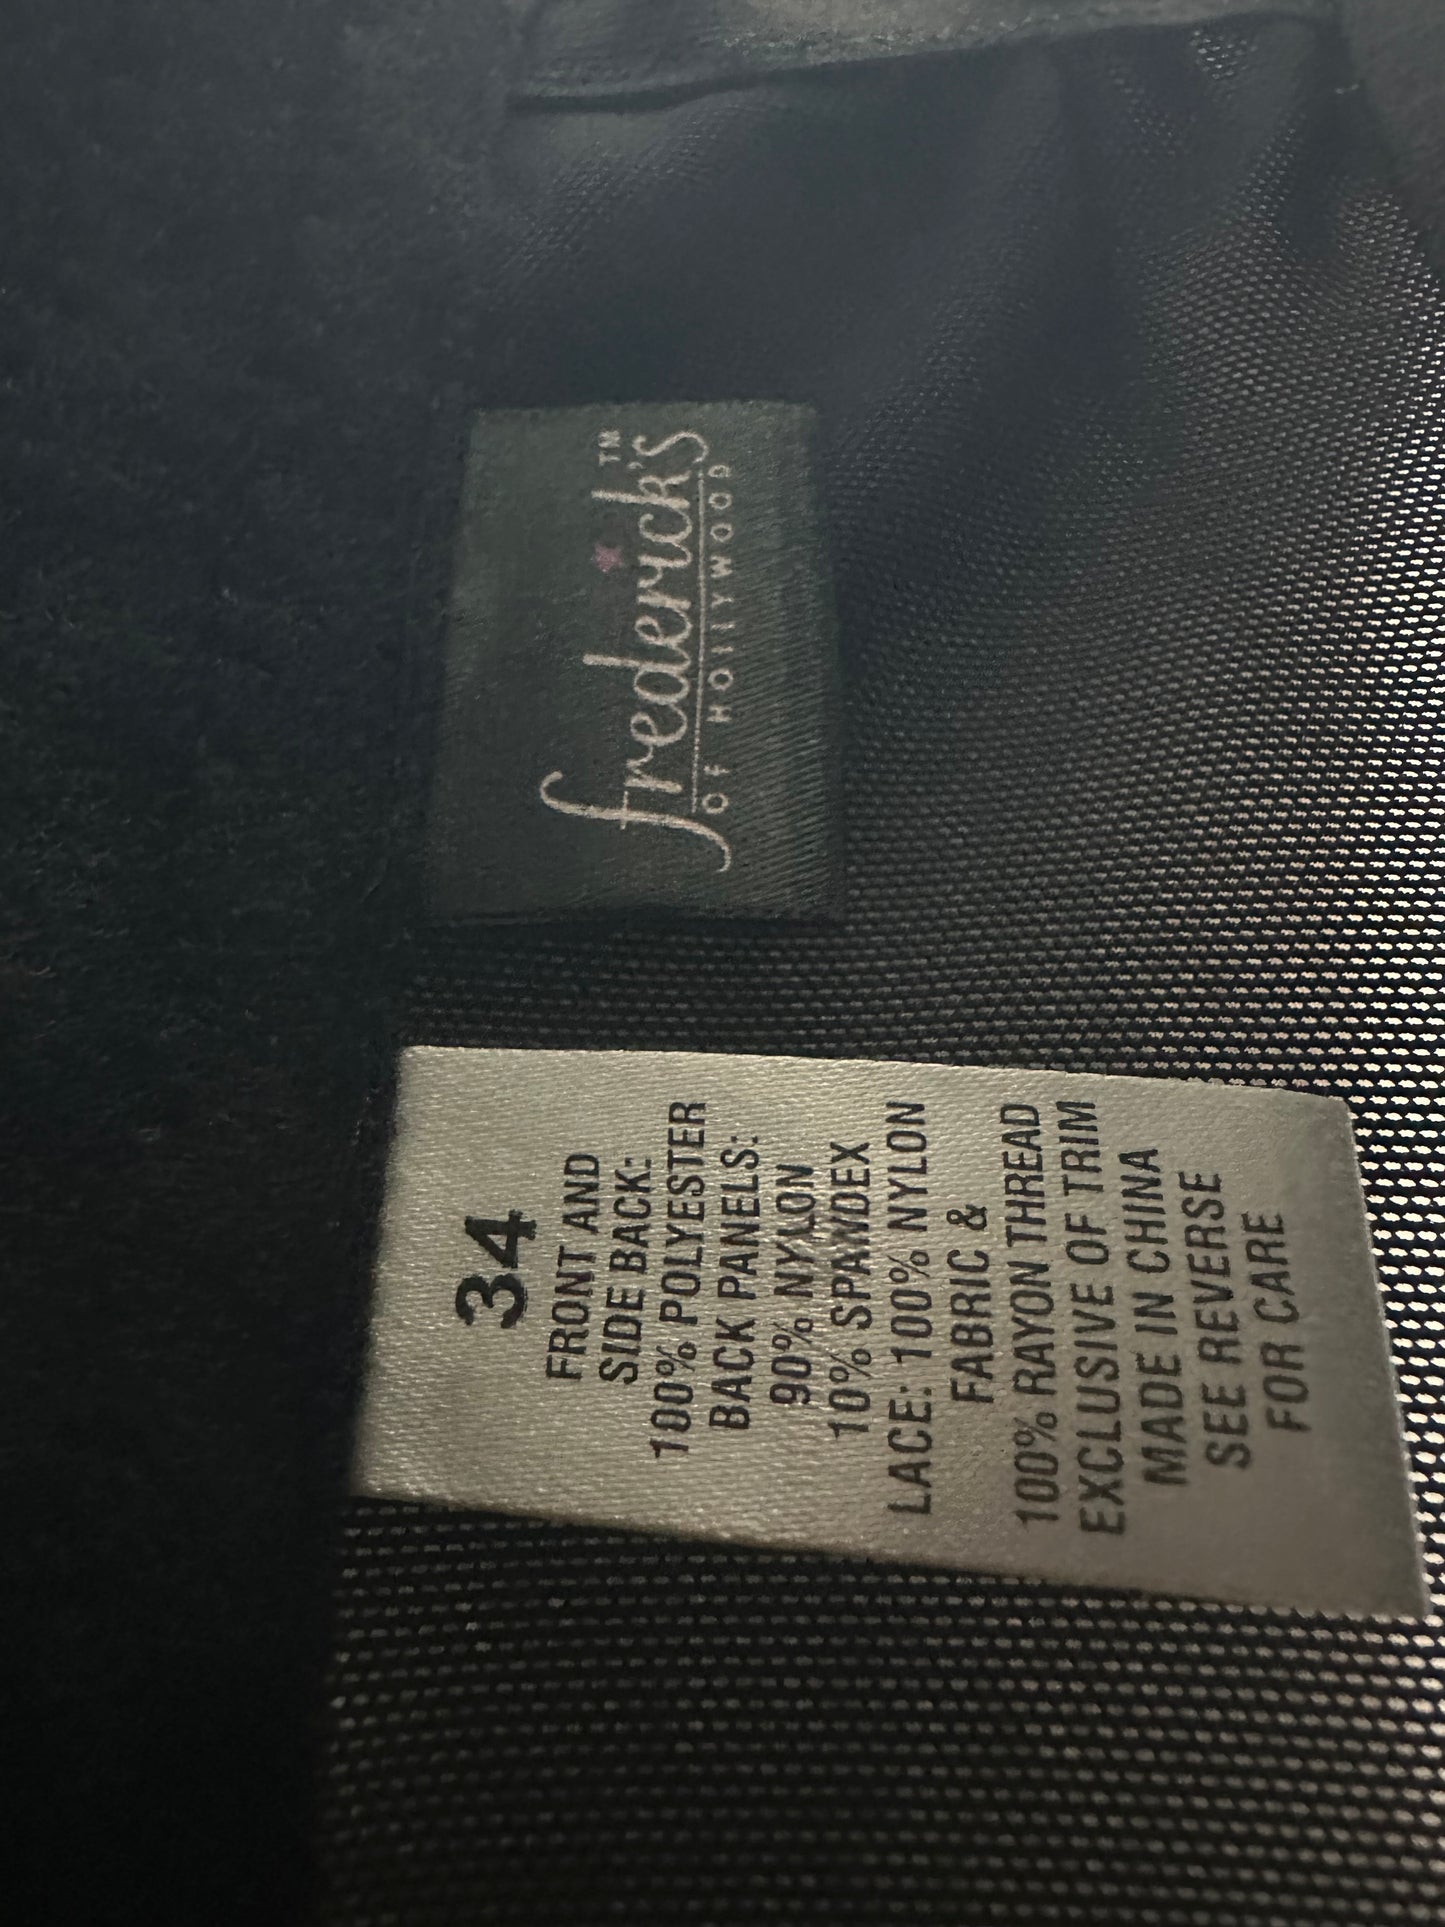 frederick's™
OF HOLLYWOOD
34
FRONT AND
SIDE BACK:
100% POLYESTER
BACK PANELS:
90% NYLON
10% SPANDEX
LACE: 100% NYLON
FABRIC &
100% RAYON THREAD
EXCLUSIVE OF TRIM
MADE IN CHINA
SEE REVERSE
FOR CARE